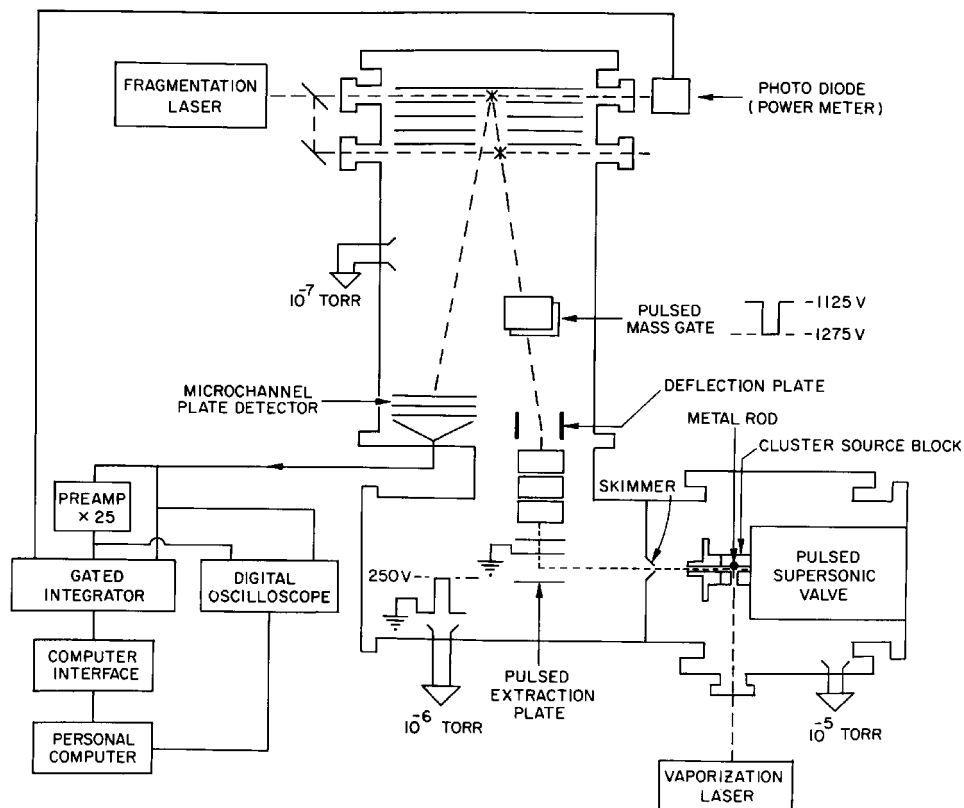 FRAGMENTATION
LASER
PHOTO DIODE
(POWER METER)
10⁻⁷ TORR
PULSED
MASS GATE
-1125 V
-1275 V
MICROCHANNEL
PLATE DETECTOR
DEFLECTION PLATE
METAL ROD
CLUSTER SOURCE BLOCK
SKIMMER
PREAMP
× 25
GATED
INTEGRATOR
DIGITAL
OSCILLOSCOPE
250 V
PULSED
SUPERSONIC
VALVE
COMPUTER
INTERFACE
PULSED
EXTRACTION
PLATE
10⁻⁶ TORR
10⁻⁵ TORR
PERSONAL
COMPUTER
VAPORIZATION
LASER